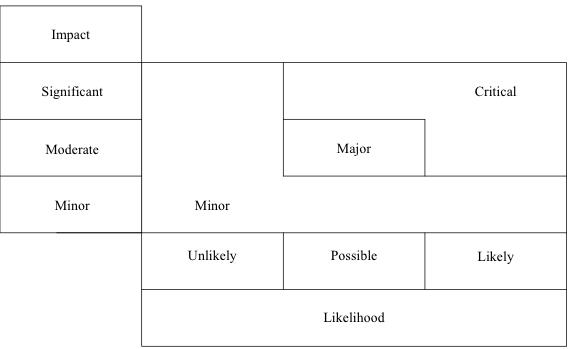 Impact
Significant
Critical
Moderate
Major
Minor
Minor
Unlikely
Possible
Likely
Likelihood